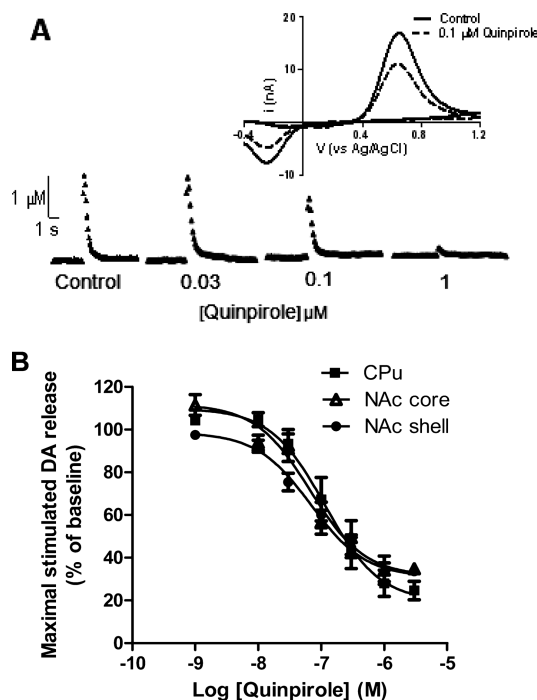 A
20
Control
0.1 µM Quinpirole
10
i (nA)
-0.4
0.4
0.8
1.2
V (vs Ag/AgCl)
-10
1 µM
1 s
Control
0.03
0.1
1
[Quinpirole] µM
B
CPu
NAc core
NAc shell
120
100
80
60
40
20
0
Maximal stimulated DA release
(% of baseline)
-10
-9
-8
-7
-6
-5
Log [Quinpirole] (M)